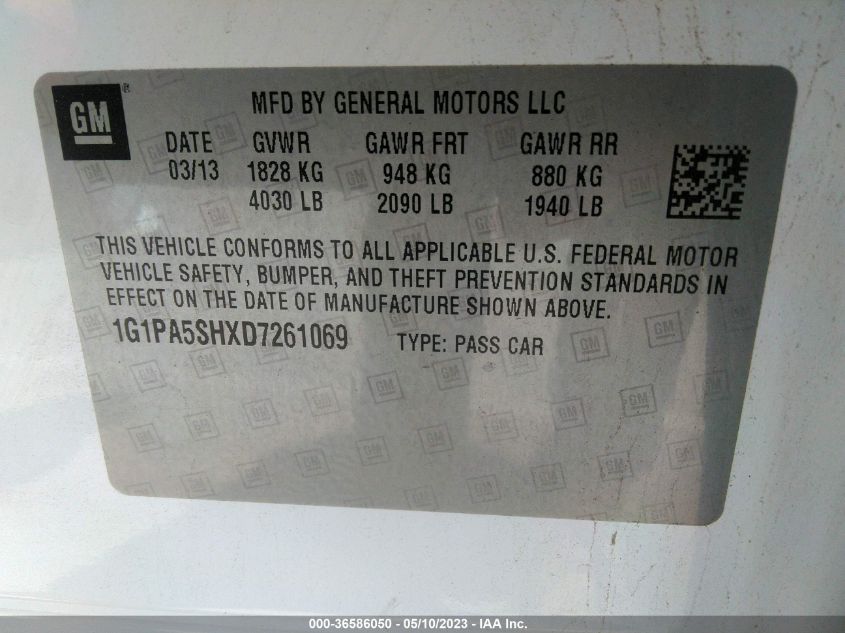 GM ®
MFD BY GENERAL MOTORS LLC
DATE GVWR GAWR FRT GAWR RR
03/13 1828 KG 948 KG 880 KG
4030 LB 2090 LB 1940 LB
THIS VEHICLE CONFORMS TO ALL APPLICABLE U.S. FEDERAL MOTOR
VEHICLE SAFETY, BUMPER, AND THEFT PREVENTION STANDARDS IN
EFFECT ON THE DATE OF MANUFACTURE SHOWN ABOVE.
1G1PA5SHXD7261069 TYPE: PASS CAR
000-36586050 - 05/10/2023 - IAA Inc.